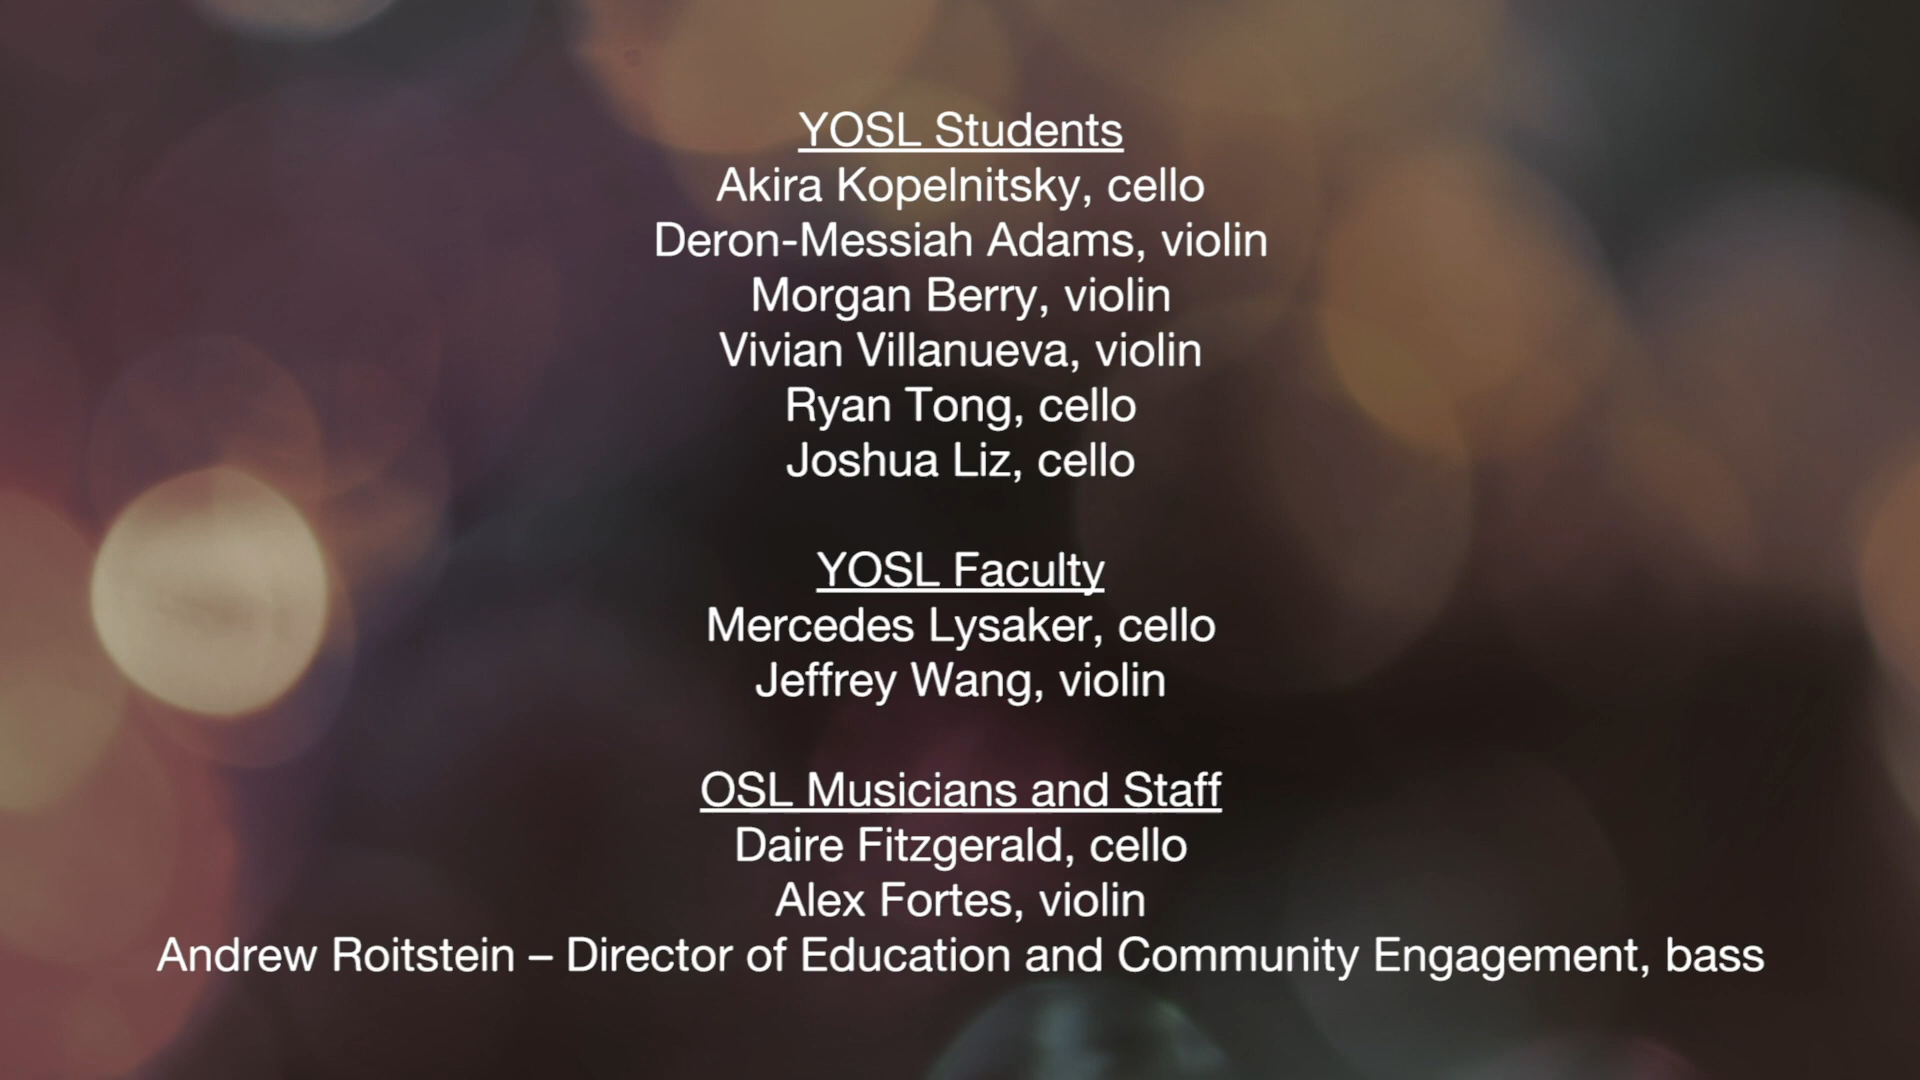 YOSL Students
Akira Kopelnitsky, cello
Deron-Messiah Adams, violin
Morgan Berry, violin
Vivian Villanueva, violin
Ryan Tong, cello
Joshua Liz, cello
YOSL Faculty
Mercedes Lysaker, cello
Jeffrey Wang, violin
OSL Musicians and Staff
Daire Fitzgerald, cello
Alex Fortes, violin
Andrew Roitstein – Director of Education and Community Engagement, bass